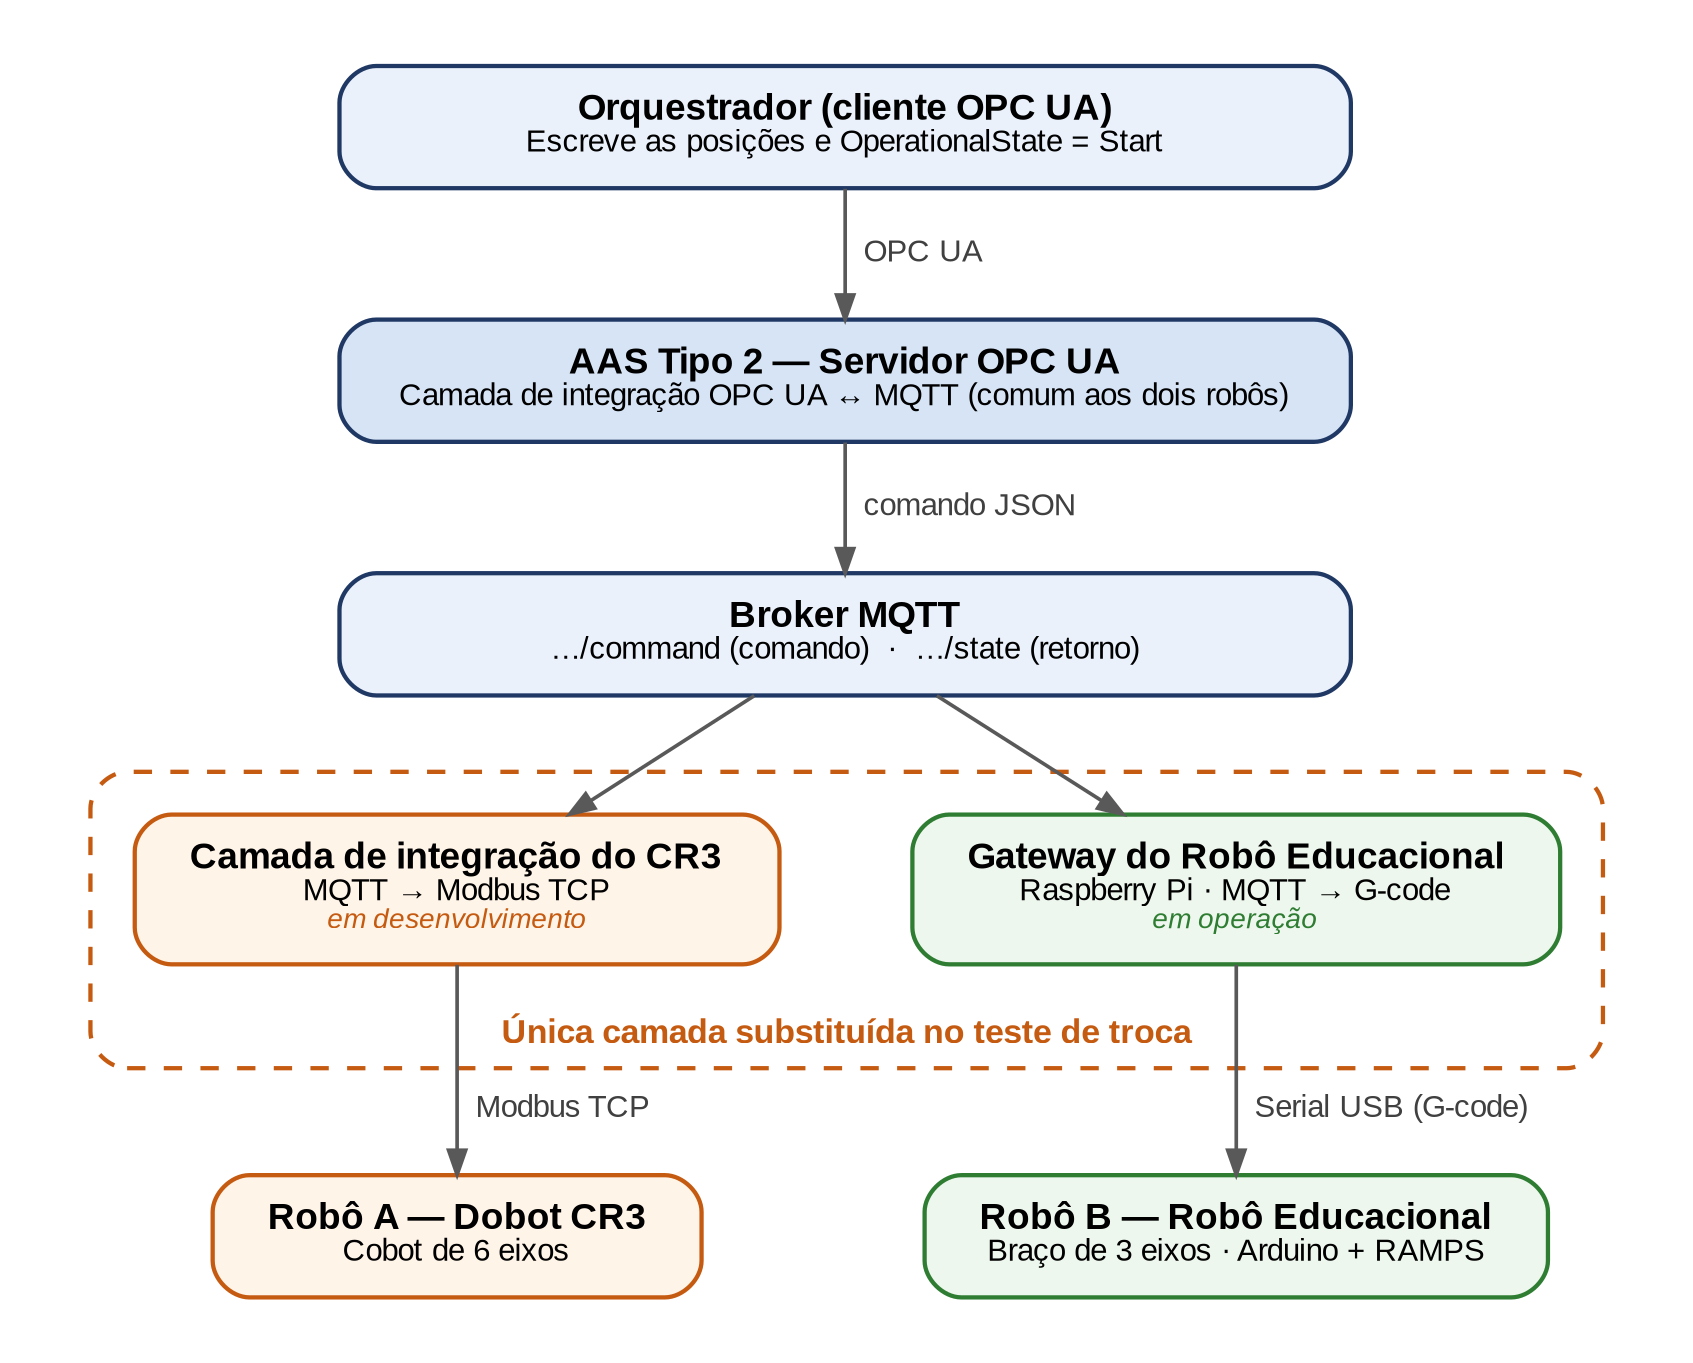 Orquestrador (cliente OPC UA)
Escreve as posições e OperationalState = Start
OPC UA
AAS Tipo 2 — Servidor OPC UA
Camada de integração OPC UA ↔ MQTT (comum aos dois robôs)
comando JSON
Broker MQTT
…/command (comando) · …/state (retorno)
Camada de integração do CR3
MQTT → Modbus TCP
em desenvolvimento
Gateway do Robô Educacional
Raspberry Pi · MQTT → G-code
em operação
Única camada substituída no teste de troca
Modbus TCP
Serial USB (G-code)
Robô A — Dobot CR3
Cobot de 6 eixos
Robô B — Robô Educacional
Braço de 3 eixos · Arduino + RAMPS